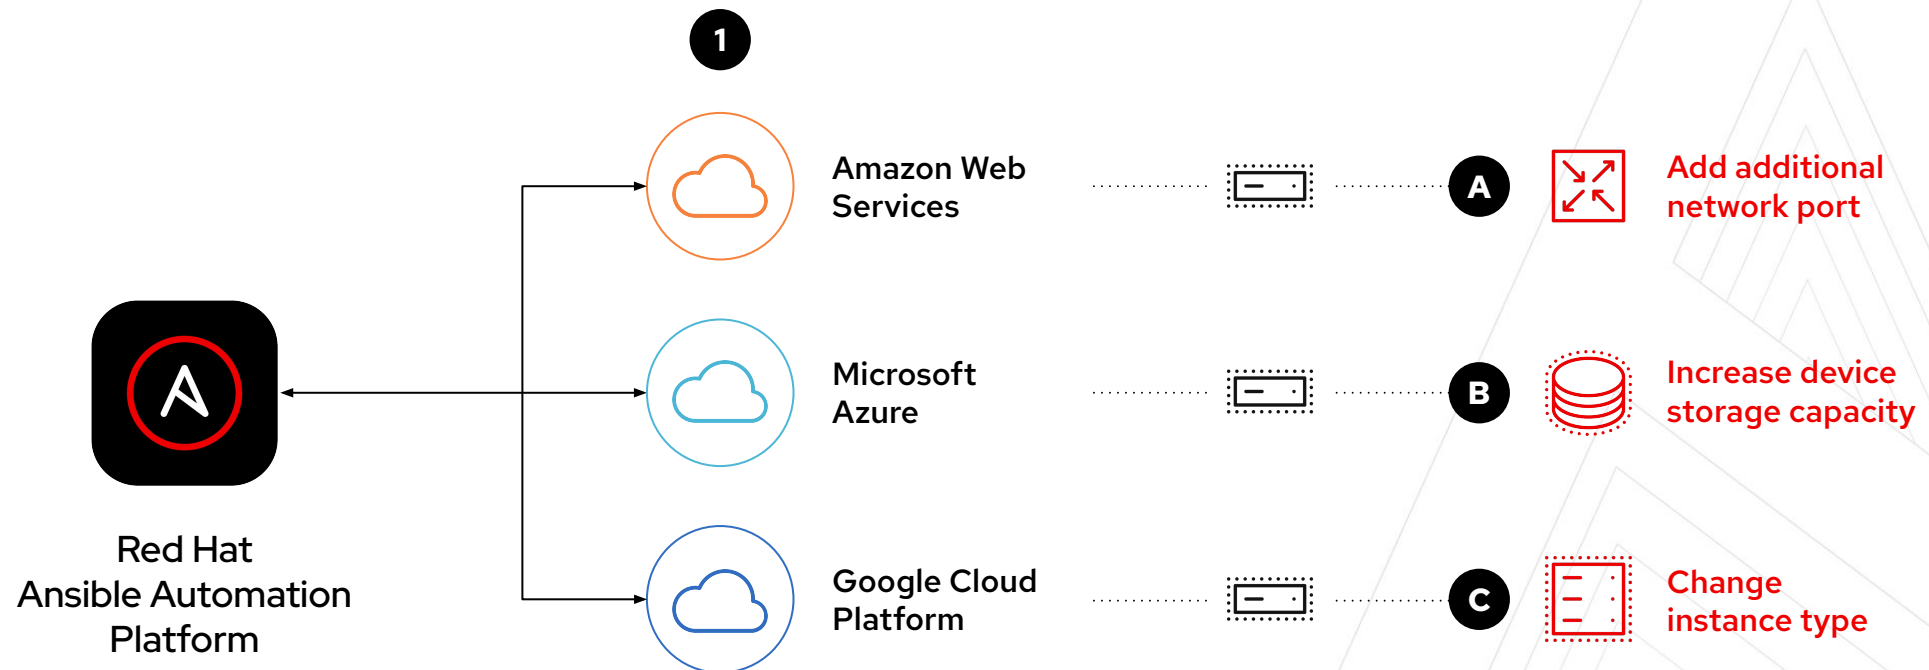 1
Amazon Web
Services
A
Add additional
network port
Microsoft
Azure
B
Increase device
storage capacity
Red Hat
Ansible Automation
Platform
Google Cloud
Platform
C
Change
instance type